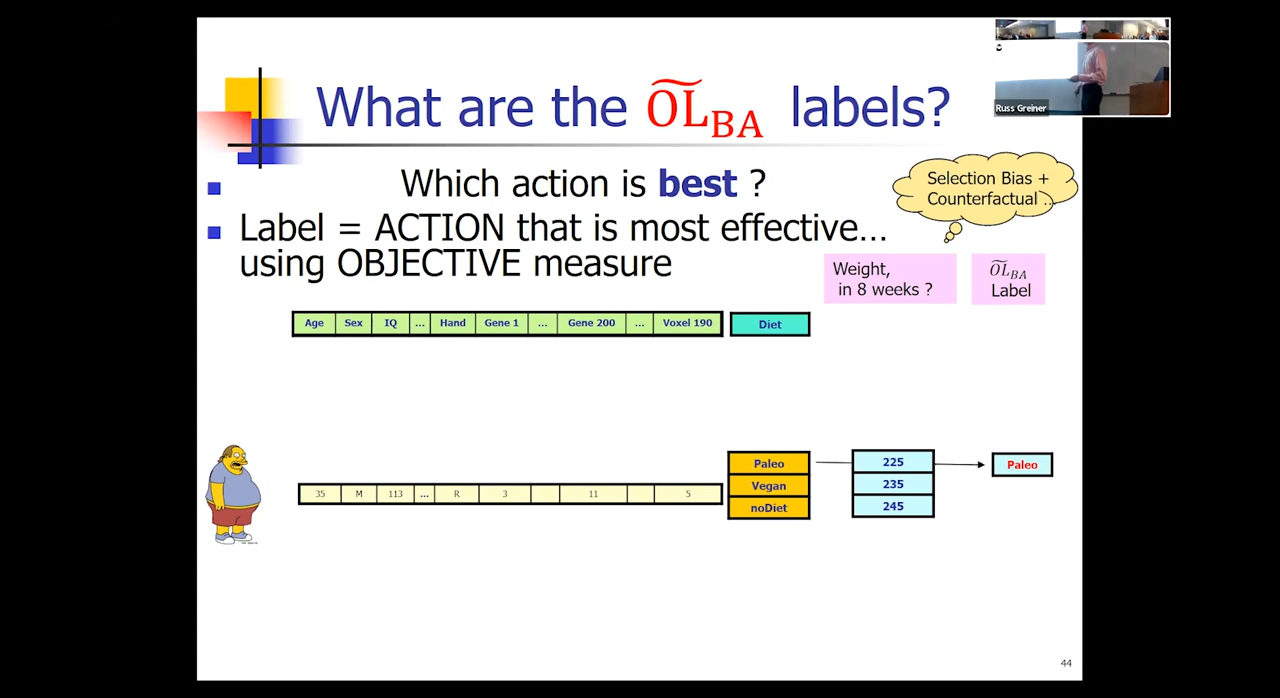 Russ Greiner
What are the O͠L_BA labels?
Which action is best ?
Selection Bias +
Counterfactual ..
Label = ACTION that is most effective…
using OBJECTIVE measure
Weight,
in 8 weeks ?
O͠L_BA
Label
Age Sex IQ ... Hand Gene 1 ... Gene 200 ... Voxel 190 Diet
Paleo 225 Paleo
Vegan 235
35 M 113 ... R 3 11 5
noDiet 245
44